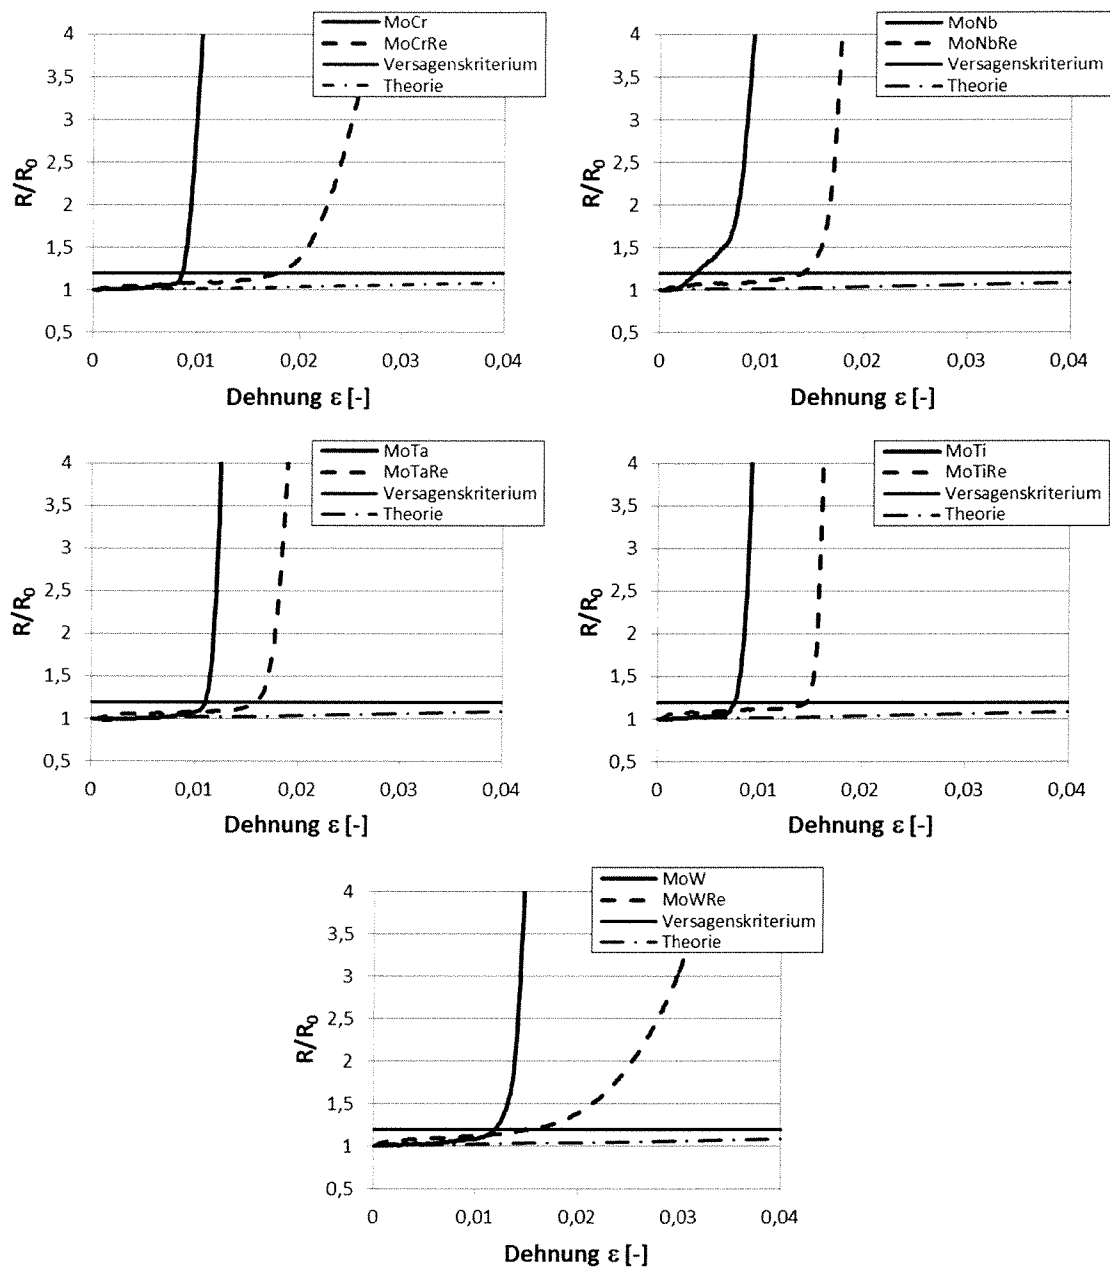 MoCr
MoCrRe
Versagenskriterium
Theorie
4
3,5
3
2,5
2
1,5
1
0,5
R/R0
0 0,01 0,02 0,03 0,04
Dehnung ε [-]
MoNb
MoNbRe
Versagenskriterium
Theorie
4
3,5
3
2,5
2
1,5
1
0,5
R/R0
0 0,01 0,02 0,03 0,04
Dehnung ε [-]
MoTa
MoTaRe
Versagenskriterium
Theorie
4
3,5
3
2,5
2
1,5
1
0,5
R/R0
0 0,01 0,02 0,03 0,04
Dehnung ε [-]
MoTi
MoTiRe
Versagenskriterium
Theorie
4
3,5
3
2,5
2
1,5
1
0,5
R/R0
0 0,01 0,02 0,03 0,04
Dehnung ε [-]
MoW
MoWRe
Versagenskriterium
Theorie
4
3,5
3
2,5
2
1,5
1
0,5
R/R0
0 0,01 0,02 0,03 0,04
Dehnung ε [-]